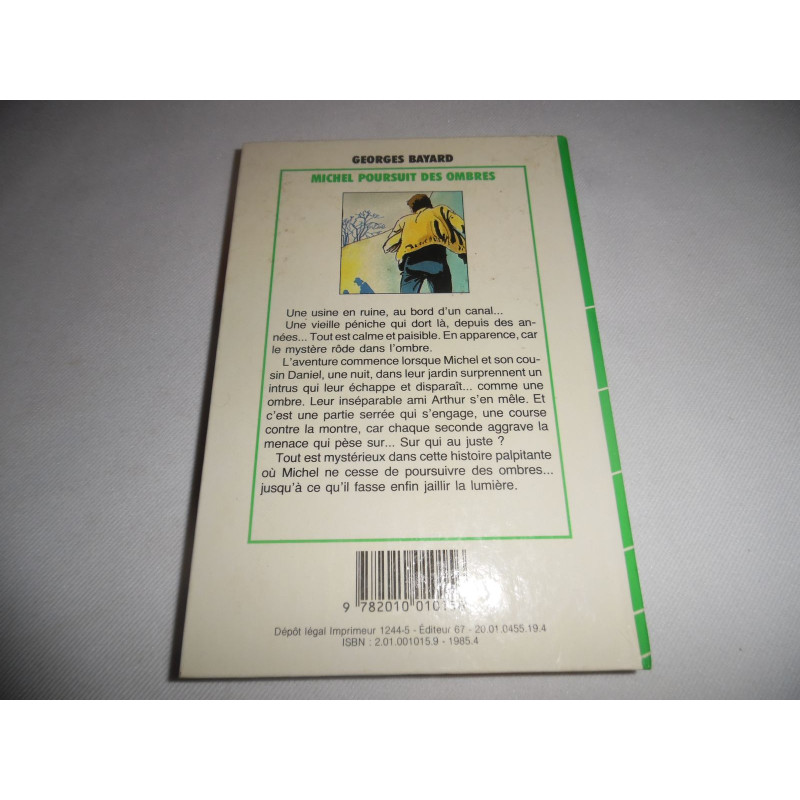 GEORGES BAYARD
MICHEL POURSUIT DES OMBRES
Une usine en ruine, au bord d'un canal...
Une vieille péniche qui dort là, depuis des an-
nées... Tout est calme et paisible. En apparence, car
le mystère rôde dans l'ombre.
L'aventure commence lorsque Michel et son cou-
sin Daniel, une nuit, dans leur jardin surprennent un
intrus qui leur échappe et disparaît... comme une
ombre. Leur inséparable ami Arthur s'en mêle. Et
c'est une partie serrée qui s'engage, une course
contre la montre, car chaque seconde aggrave la
menace qui pèse sur... Sur qui au juste ?
Tout est mystérieux dans cette histoire palpitante
où Michel ne cesse de poursuivre des ombres...
jusqu'à ce qu'il fasse enfin jaillir la lumière.
9 782010 01015
Dépôt légal Imprimeur 1244-5 - Éditeur 67 - 20.01.0455.19.4
ISBN : 2.01.001015.9 - 1985.4